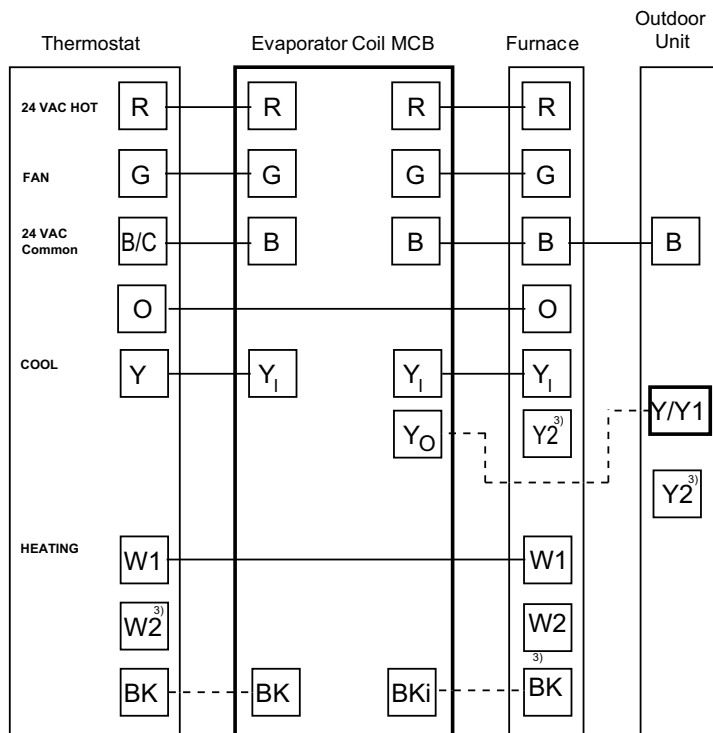 Outdoor
Thermostat Evaporator Coil MCB Furnace Unit
24 VAC HOT R R R R
FAN G G G G
24 VAC
Common B/C B B B B
O O
COOL Y YI YI YI
Y/Y1
YO Y2 3)
Y2 3)
HEATING
W1 W1
W2 3) W2
3)
BK BK BKi BK